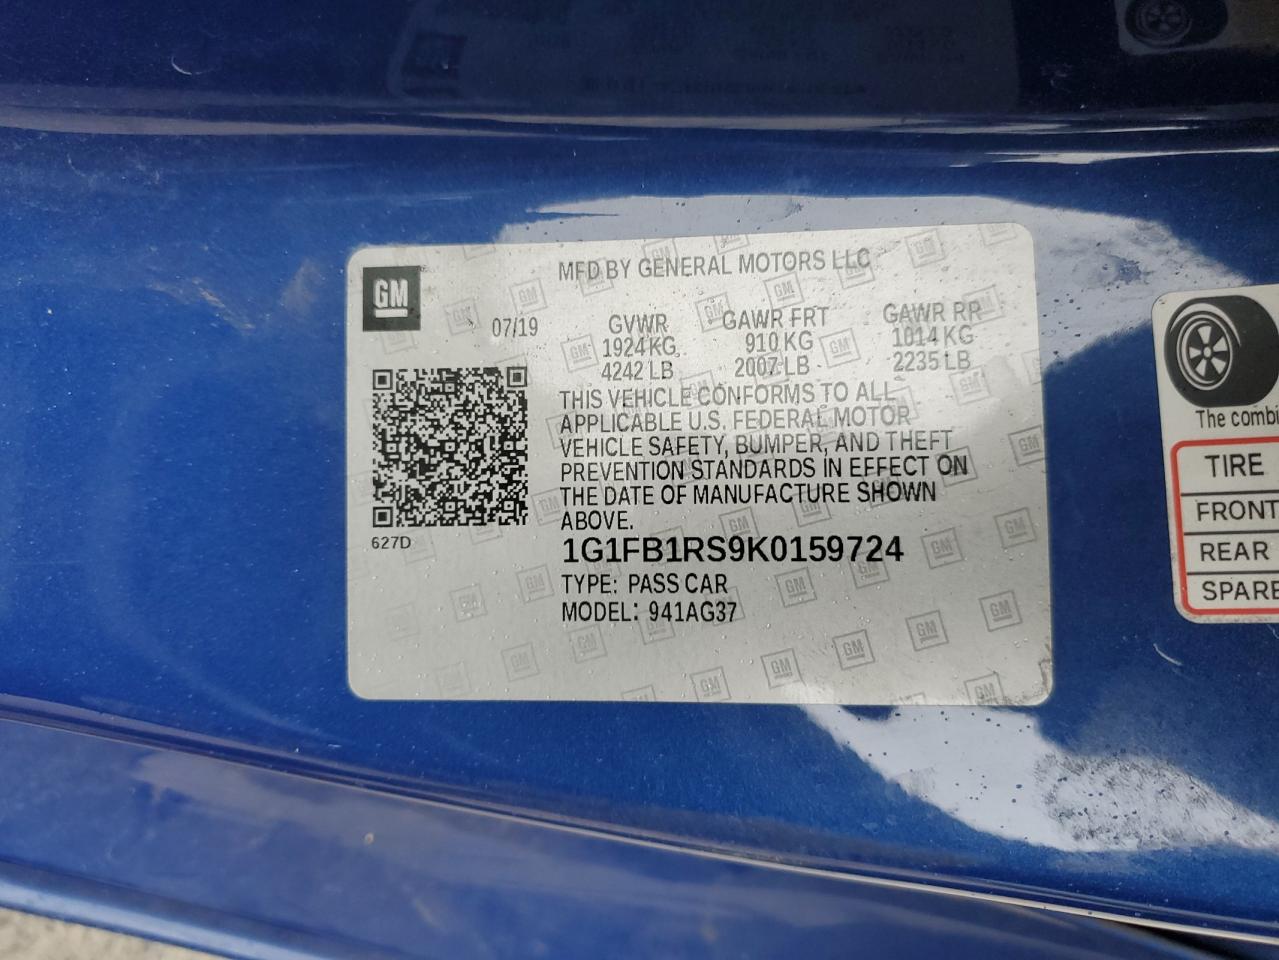 GM
MFD BY GENERAL MOTORS LLC
07/19
GVWR GAWR FRT GAWR RR
1924 KG 910 KG 1014 KG
4242 LB 2007 LB 2235 LB
THIS VEHICLE CONFORMS TO ALL
APPLICABLE U.S. FEDERAL MOTOR
VEHICLE SAFETY, BUMPER, AND THEFT
PREVENTION STANDARDS IN EFFECT ON
THE DATE OF MANUFACTURE SHOWN
ABOVE.
627D
1G1FB1RS9K0159724
TYPE: PASS CAR
MODEL: 941AG37
The combi
TIRE
FRONT
REAR
SPARE